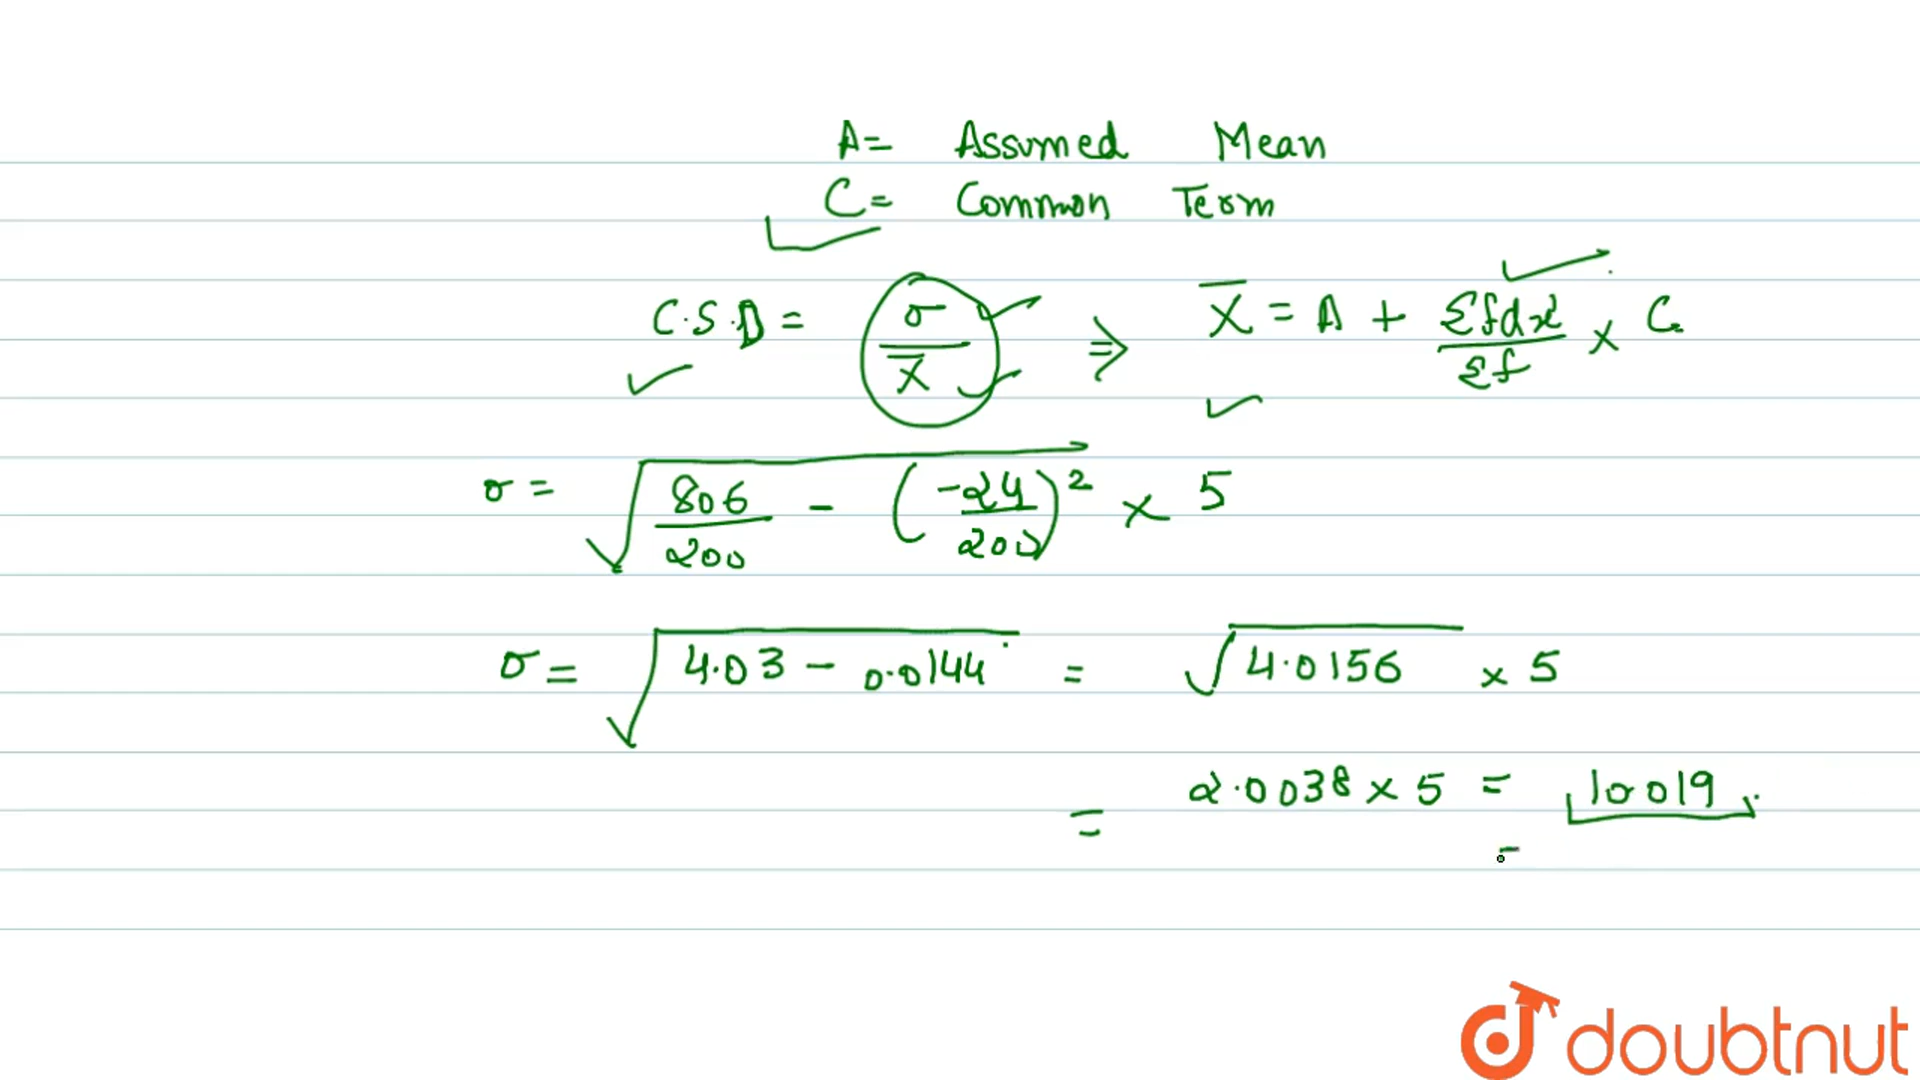 A = Assumed Mean
C = Common Term
C.S.D = σ/X̅ ⇒ X̅ = A + Σfdx'/Σf × C
σ = √(806/200 - (-24/200)²) × 5
σ = √(4.03 - 0.0144) = √4.0156 × 5
= 2.0038 × 5 = 10.019
=
doubtnut